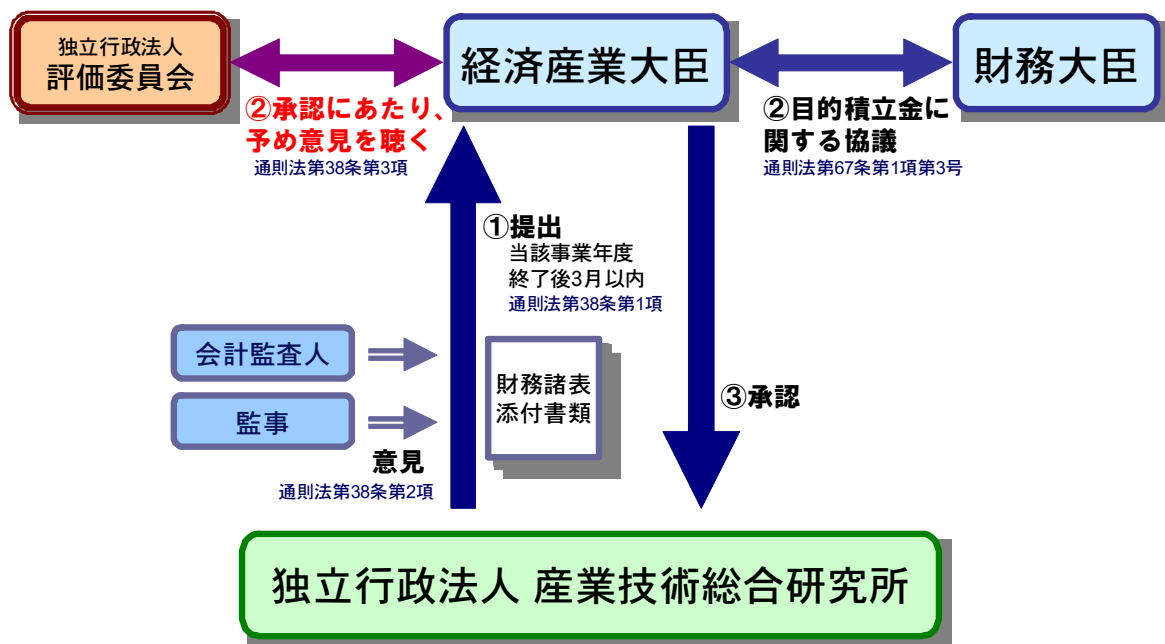 独立行政法人
評価委員会
経済産業大臣
財務大臣
②承認にあたり、
予め意見を聴く
通則法第38条第3項
②目的積立金に
関する協議
通則法第67条第1項第3号
①提出
当該事業年度
終了後3月以内
通則法第38条第1項
会計監査人
監事
意見
通則法第38条第2項
財務諸表
添付書類
③承認
独立行政法人 産業技術総合研究所